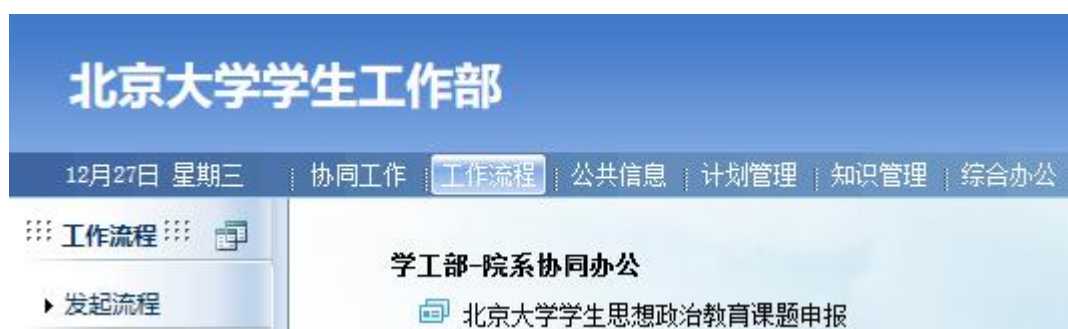 北京大学学生工作部
12月27日 星期三 协同工作 工作流程 公共信息 计划管理 知识管理 综合办公
工作流程
学工部-院系协同办公
发起流程
北京大学学生思想政治教育课题申报